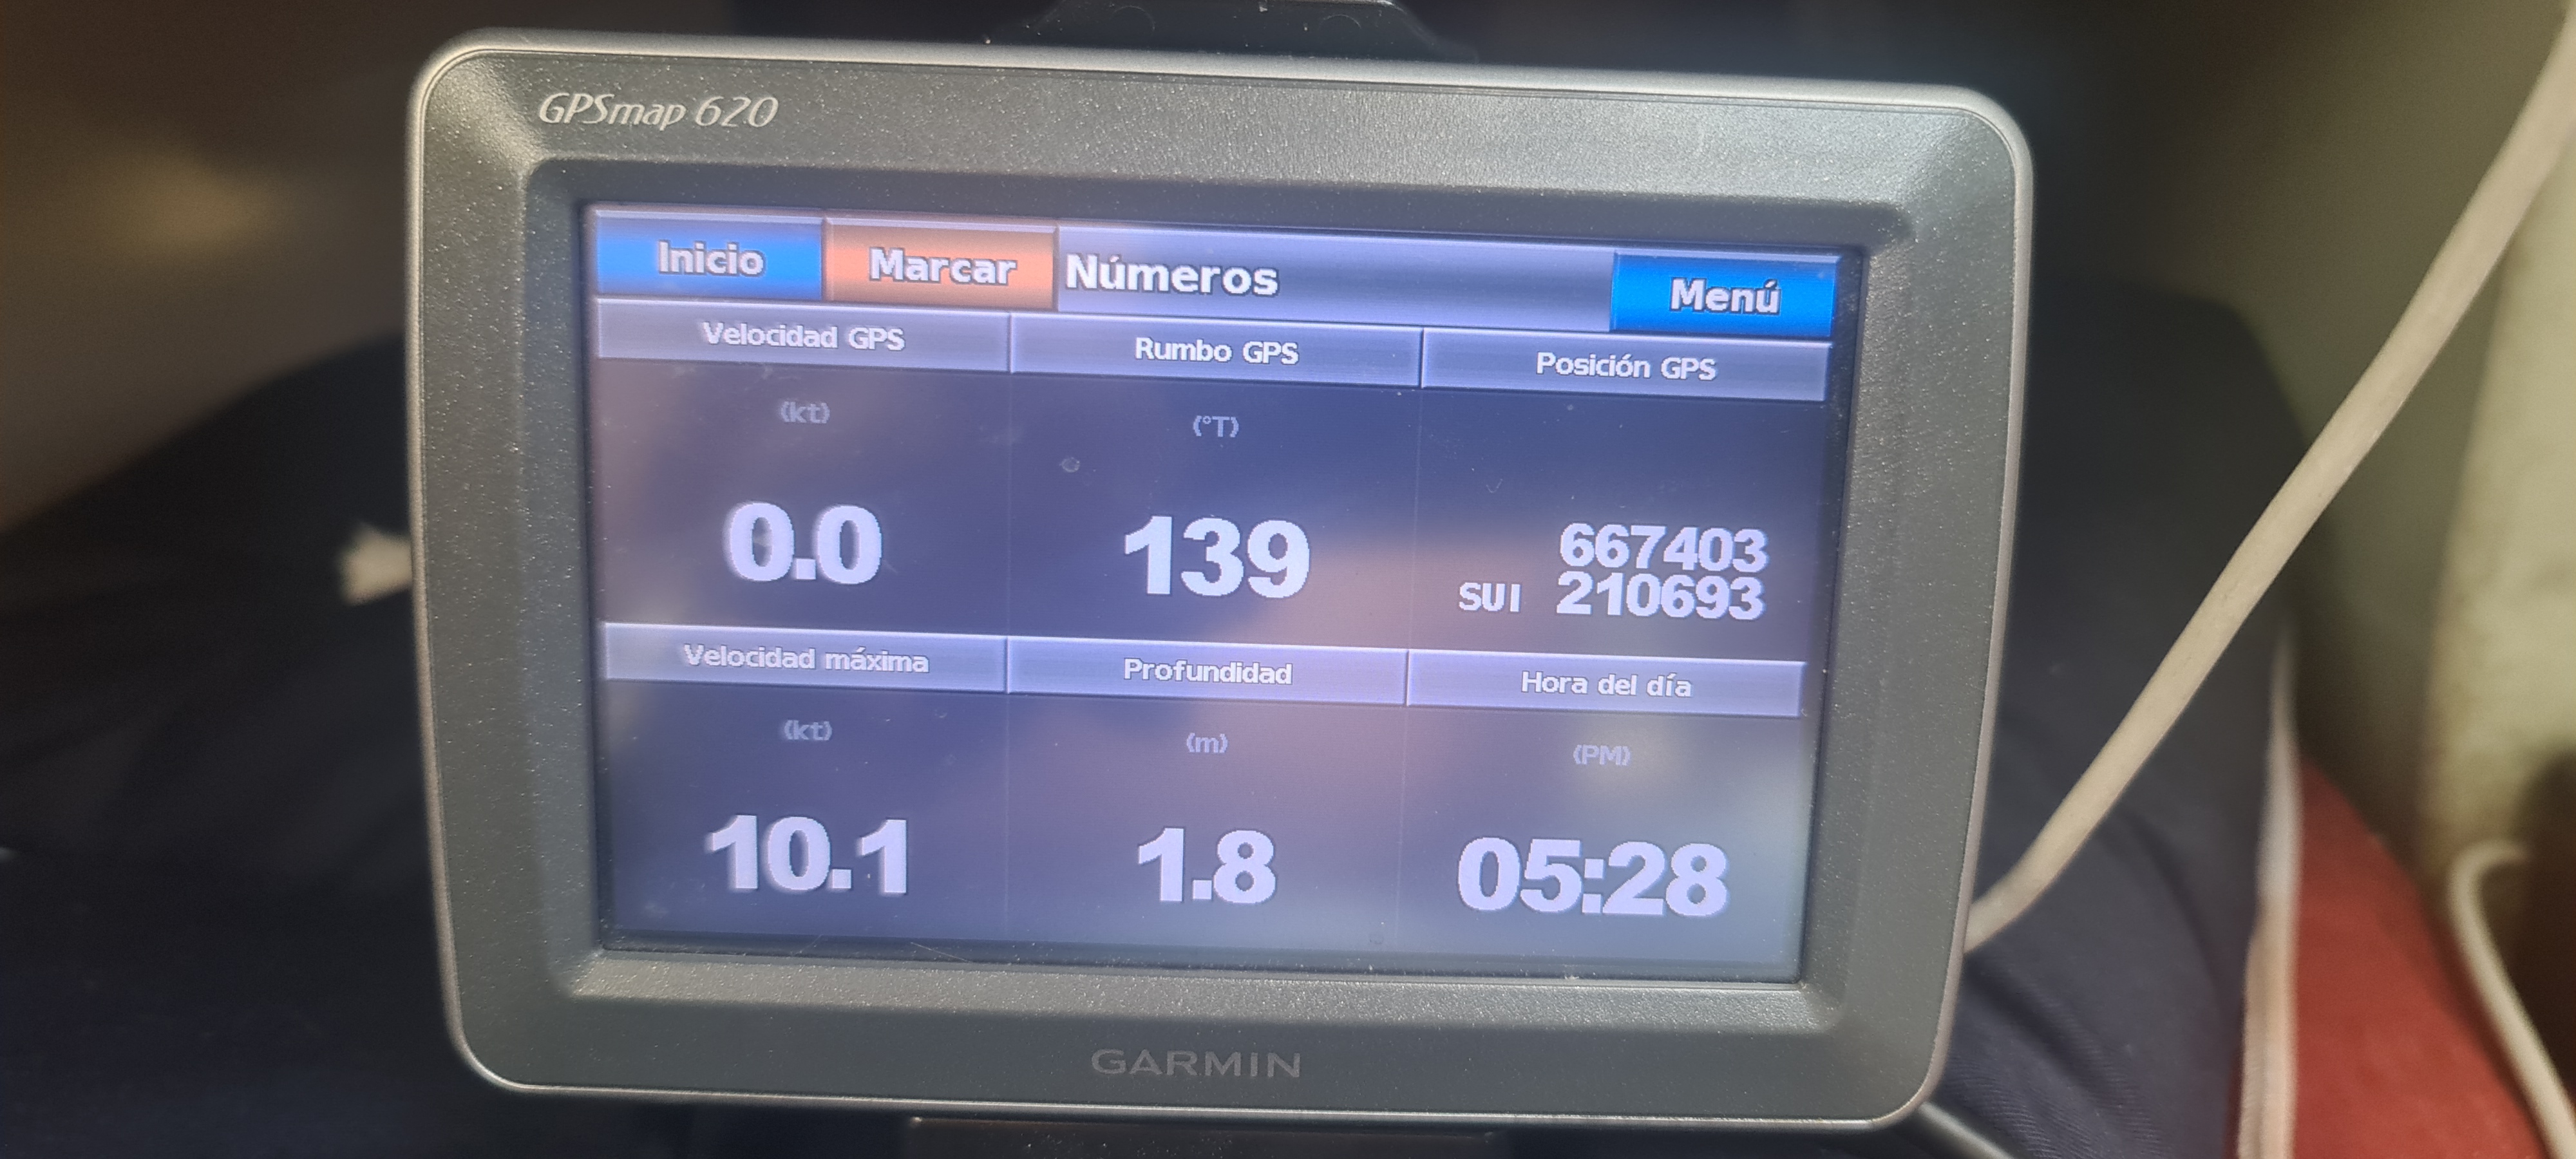 GPSmap 620
Inicio Marcar Números Menú
Velocidad GPS Rumbo GPS Posición GPS
(kt) (°T)
0.0 139 667403
SUI 210693
Velocidad máxima Profundidad Hora del día
(kt) (m) (PM)
10.1 1.8 05:28
GARMIN